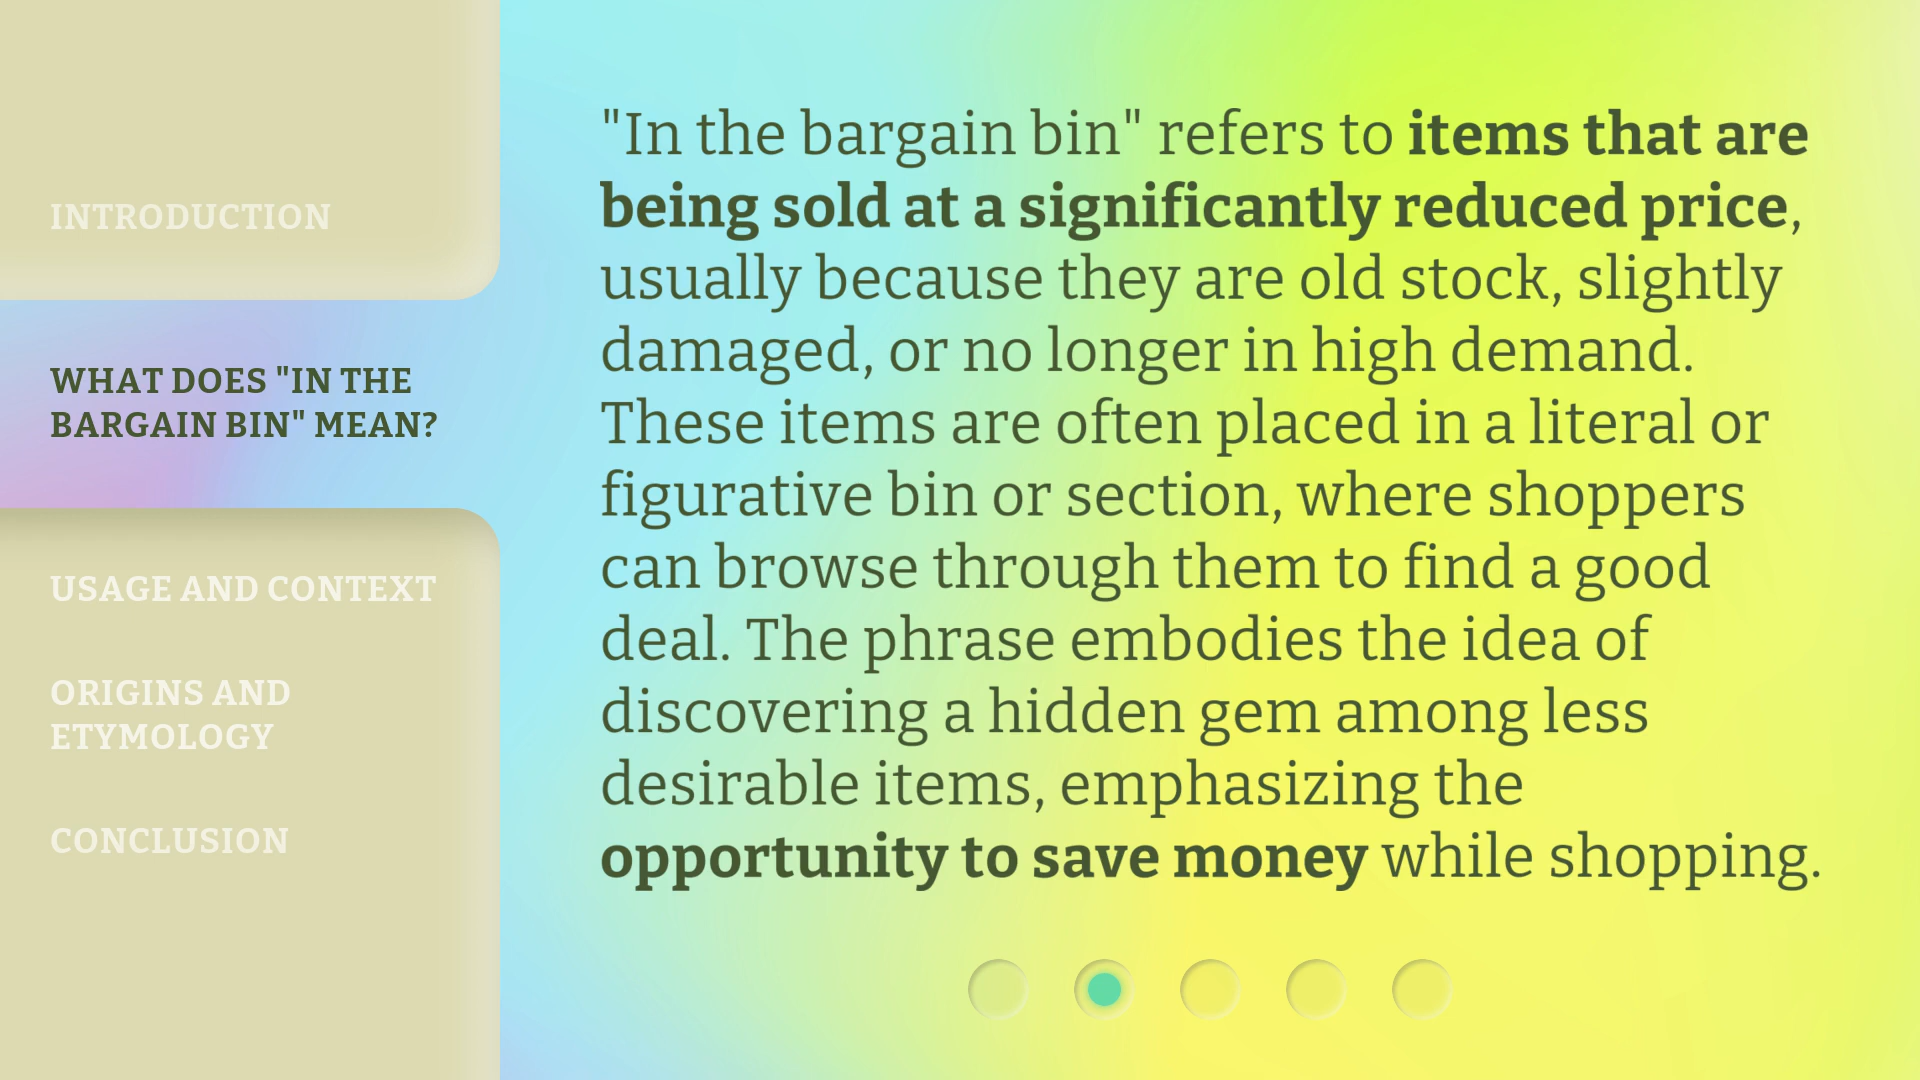 INTRODUCTION
WHAT DOES "IN THE
BARGAIN BIN" MEAN?
USAGE AND CONTEXT
ORIGINS AND
ETYMOLOGY
CONCLUSION
"In the bargain bin" refers to items that are
being sold at a significantly reduced price,
usually because they are old stock, slightly
damaged, or no longer in high demand.
These items are often placed in a literal or
figurative bin or section, where shoppers
can browse through them to find a good
deal. The phrase embodies the idea of
discovering a hidden gem among less
desirable items, emphasizing the
opportunity to save money while shopping.